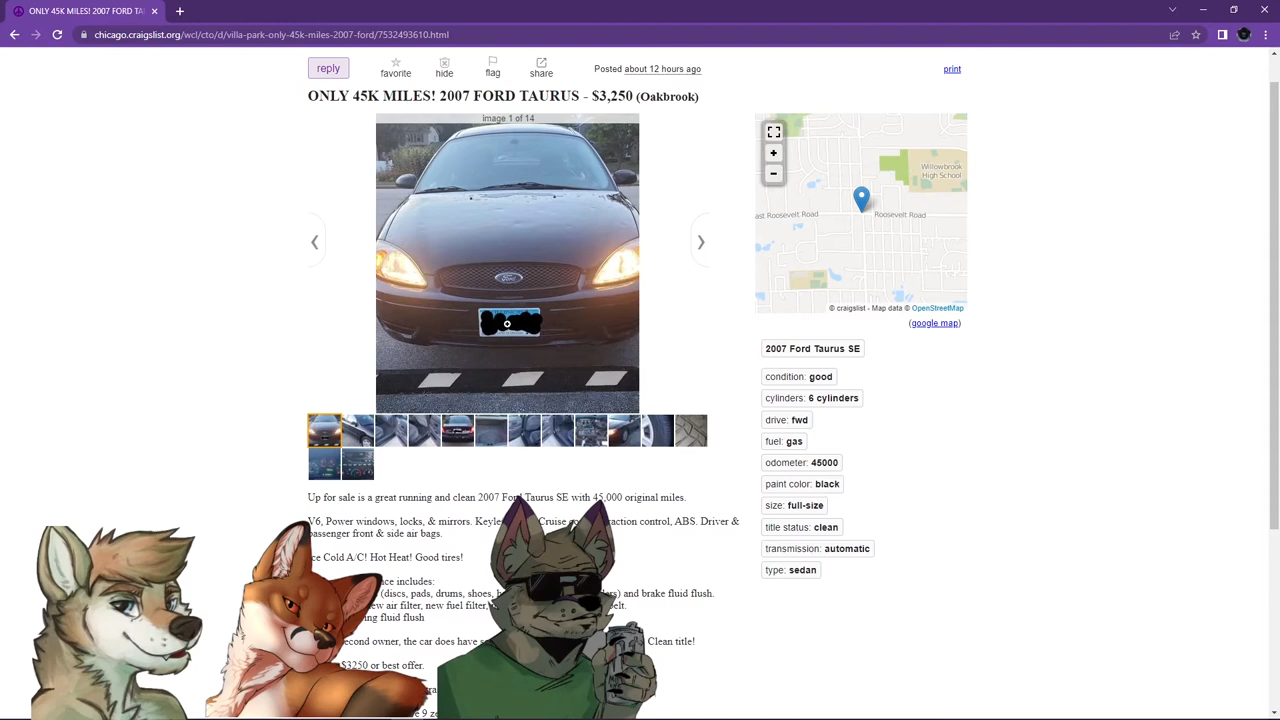 ONLY 45K MILES! 2007 FORD TA
chicago.craigslist.org/wcl/cto/d/villa-park-only-45k-miles-2007-ford/7532493610.html
reply
favorite
hide
flag
share
Posted about 12 hours ago
print
ONLY 45K MILES! 2007 FORD TAURUS - $3,250 (Oakbrook)
image 1 of 14
Ford
Willowbrook
High School
ast Roosevelt Road
Roosevelt Road
© craigslist - Map data © OpenStreetMap
(google map)
2007 Ford Taurus SE
condition: good
cylinders: 6 cylinders
drive: fwd
fuel: gas
odometer: 45000
paint color: black
size: full-size
title status: clean
transmission: automatic
type: sedan
Up for sale is a great running and clean 2007 Ford Taurus SE with 45,000 original miles.
V6, Power windows, locks, & mirrors. Cruise traction control, ABS. Driver &
passenger front & side air bags.
Ice Cold A/C! Hot Heat! Good tires!
includes:
(discs, pads, drums, shoes, and brake fluid flush.
new air filter, new fuel filter, belt.
fluid flush
second owner, the car does have Clean title!
$3250 or best offer.